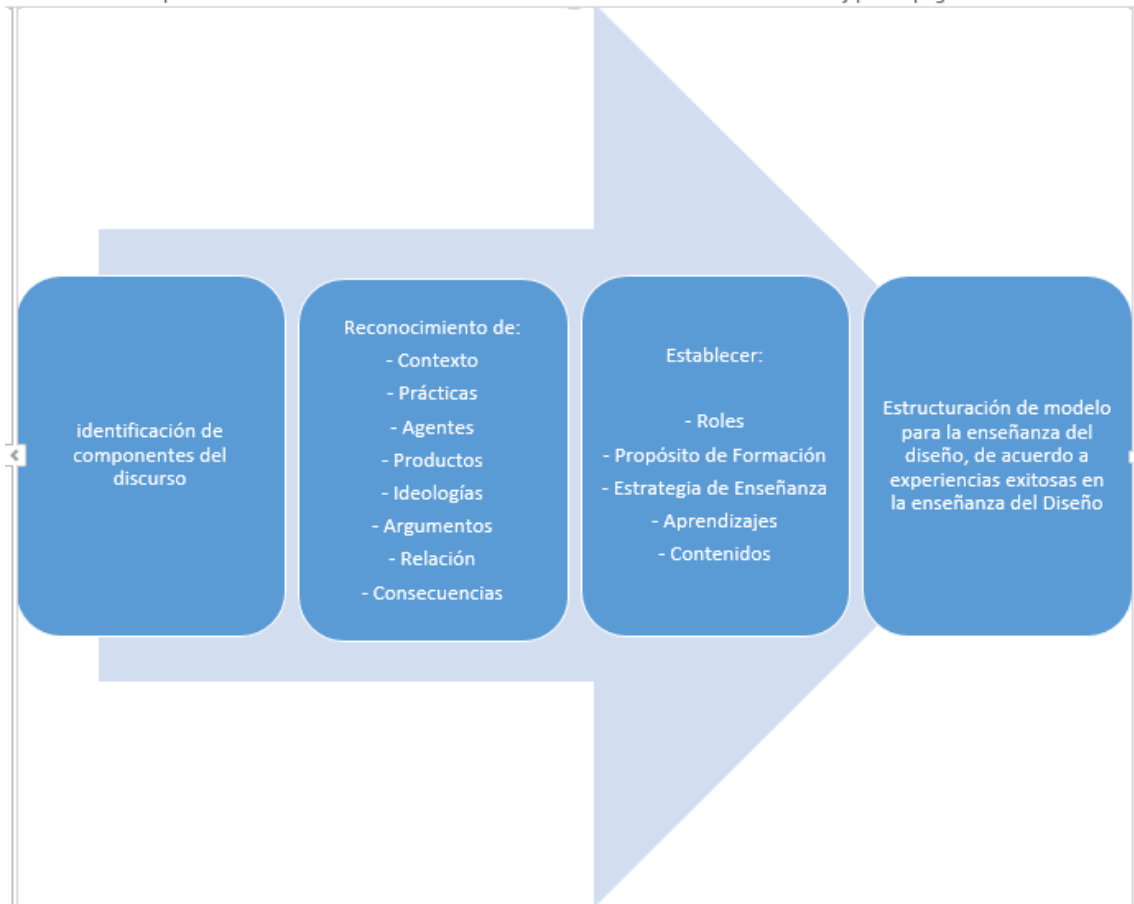 identificación de
componentes del
discurso
Reconocimiento de:
- Contexto
- Prácticas
- Agentes
- Productos
- Ideologías
- Argumentos
- Relación
- Consecuencias
Establecer:
- Roles
- Propósito de Formación
- Estrategia de Enseñanza
- Aprendizajes
- Contenidos
Estructuración de modelo
para la enseñanza del
diseño, de acuerdo a
experiencias exitosas en
la enseñanza del Diseño